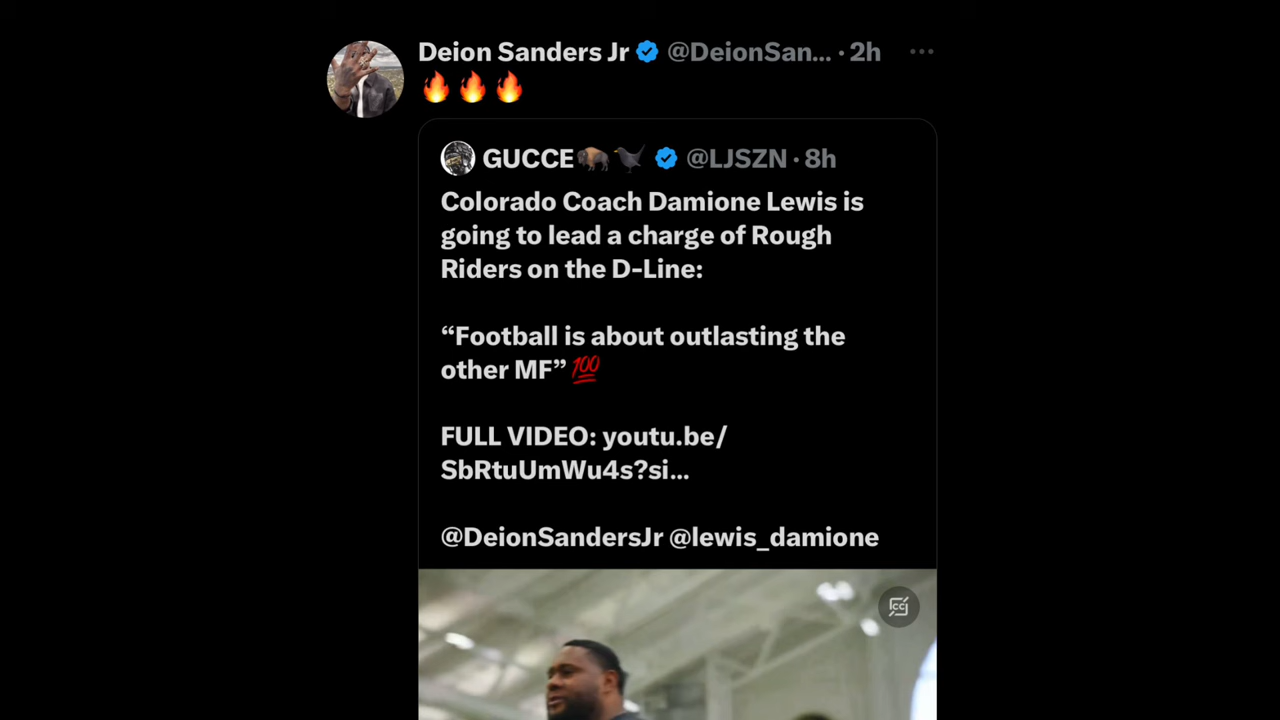 Deion Sanders Jr @DeionSan... · 2h
🔥🔥🔥
GUCCE🦬🐦‍⬛ @LJSZN · 8h
Colorado Coach Damione Lewis is
going to lead a charge of Rough
Riders on the D-Line:
“Football is about outlasting the
other MF” 💯
FULL VIDEO: youtu.be/
SbRtuUmWu4s?si...
@DeionSandersJr @lewis_damione
CC